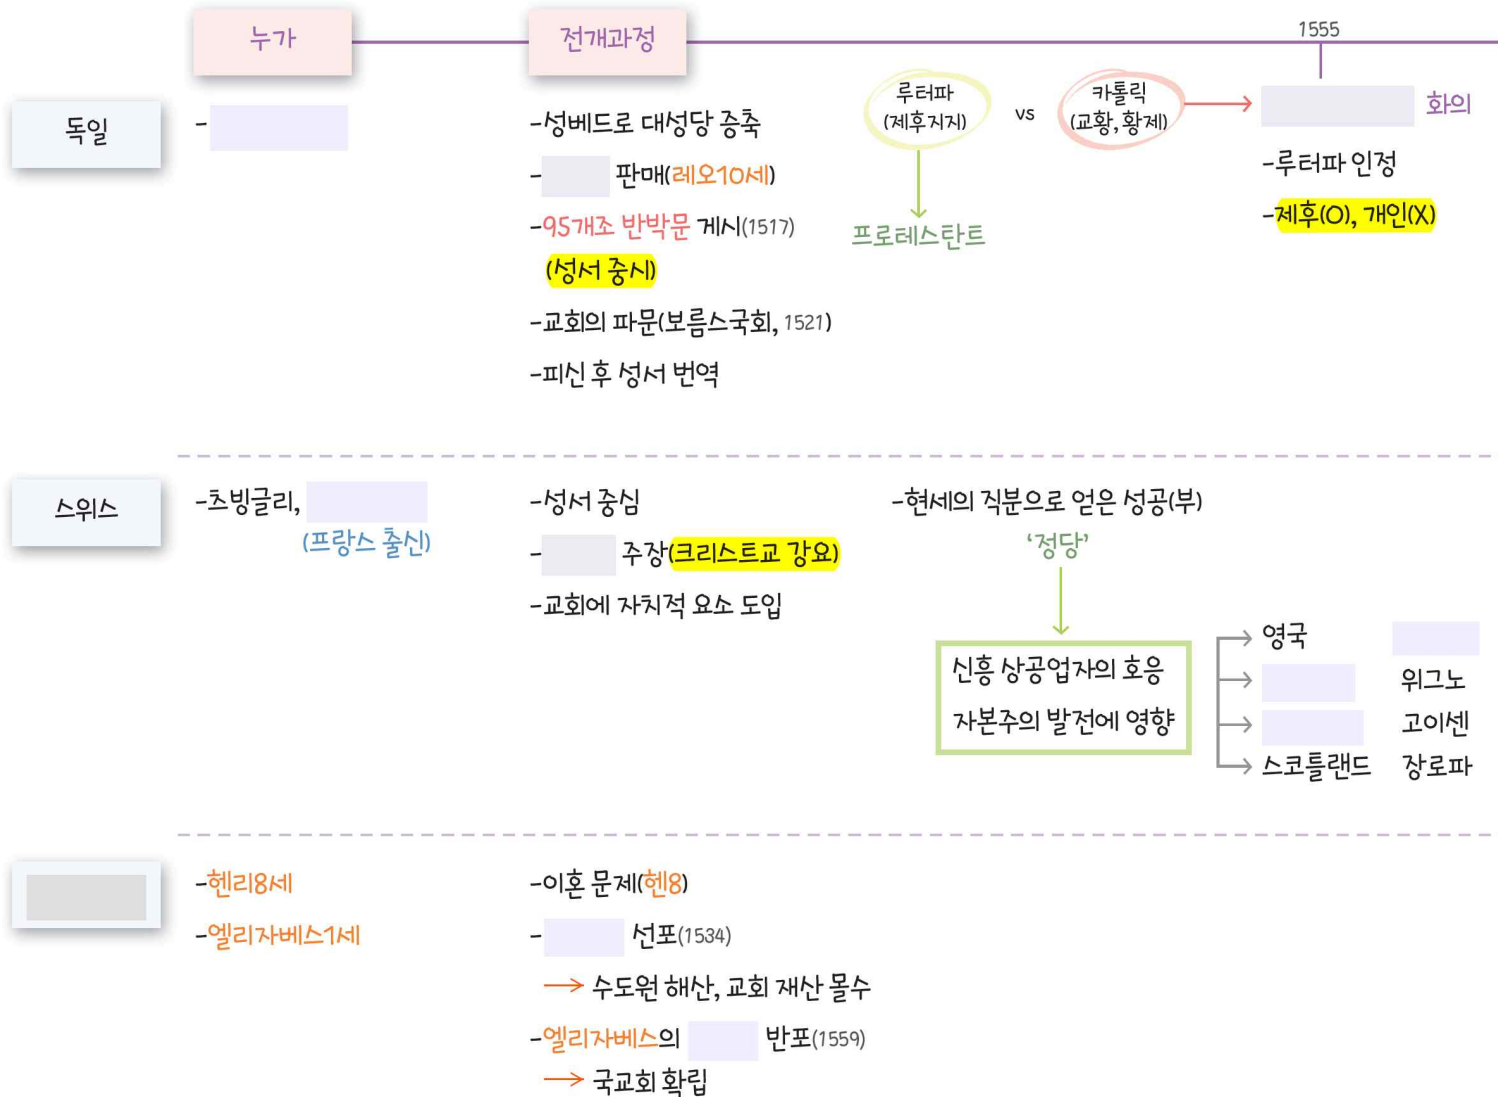 누가
전개과정
1555
독일
-
-성베드로 대성당 증축
- 판매(레오10세)
-95개조 반박문 게시(1517)
(성서 중시)
-교회의 파문(보름스국회, 1521)
-피신 후 성서 번역
루터파
(제후지지)
vs
카톨릭
(교황, 황제)
프로테스탄트
화의
-루터파 인정
-제후(O), 개인(X)
스위스
-츠빙글리,
(프랑스 출신)
-성서 중심
- 주장(크리스트교 강요)
-교회에 자치적 요소 도입
-현세의 직분으로 얻은 성공(부)
‘정당’
신흥 상공업자의 호응
자본주의 발전에 영향
영국
위그노
고이센
스코틀랜드 장로파
-헨리8세
-엘리자베스1세
-이혼 문제(헨8)
- 선포(1534)
→ 수도원 해산, 교회 재산 몰수
-엘리자베스의 반포(1559)
→ 국교회 확립